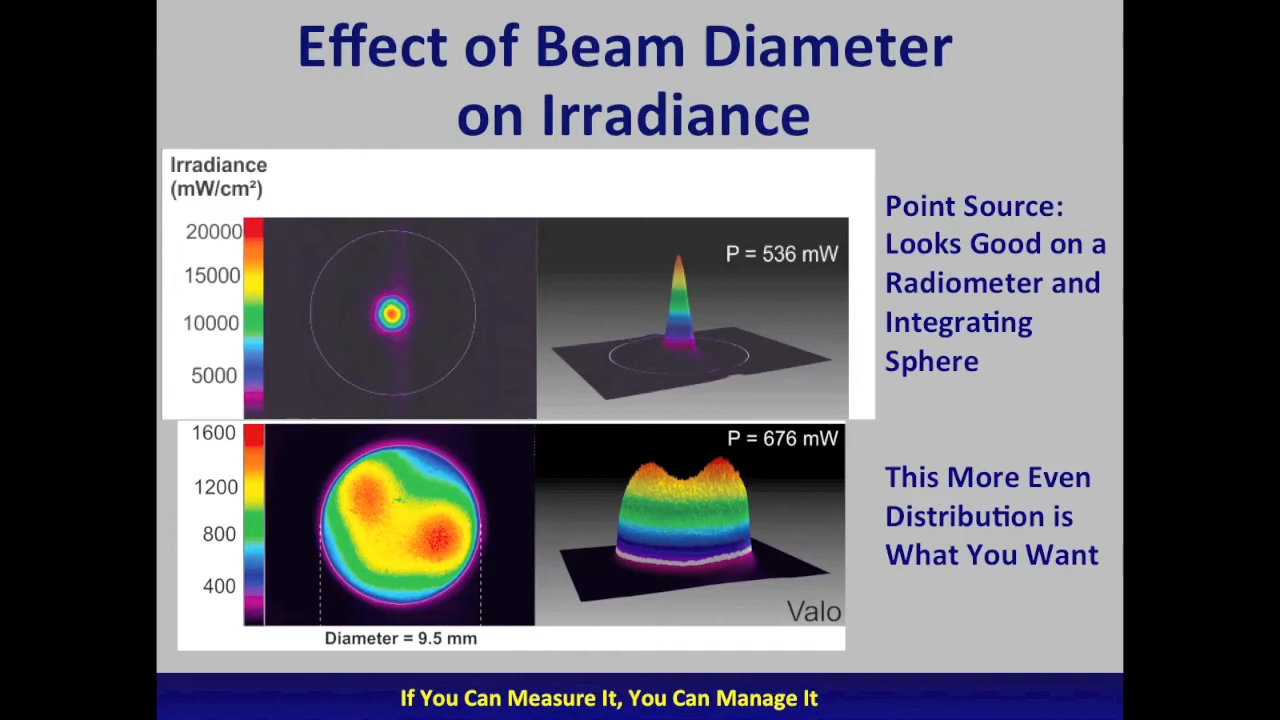 Effect of Beam Diameter
on Irradiance
Irradiance
(mW/cm²)
20000
15000
10000
5000
P = 536 mW
Point Source:
Looks Good on a
Radiometer and
Integrating
Sphere
1600
1200
800
400
P = 676 mW
Valo
Diameter = 9.5 mm
This More Even
Distribution is
What You Want
If You Can Measure It, You Can Manage It